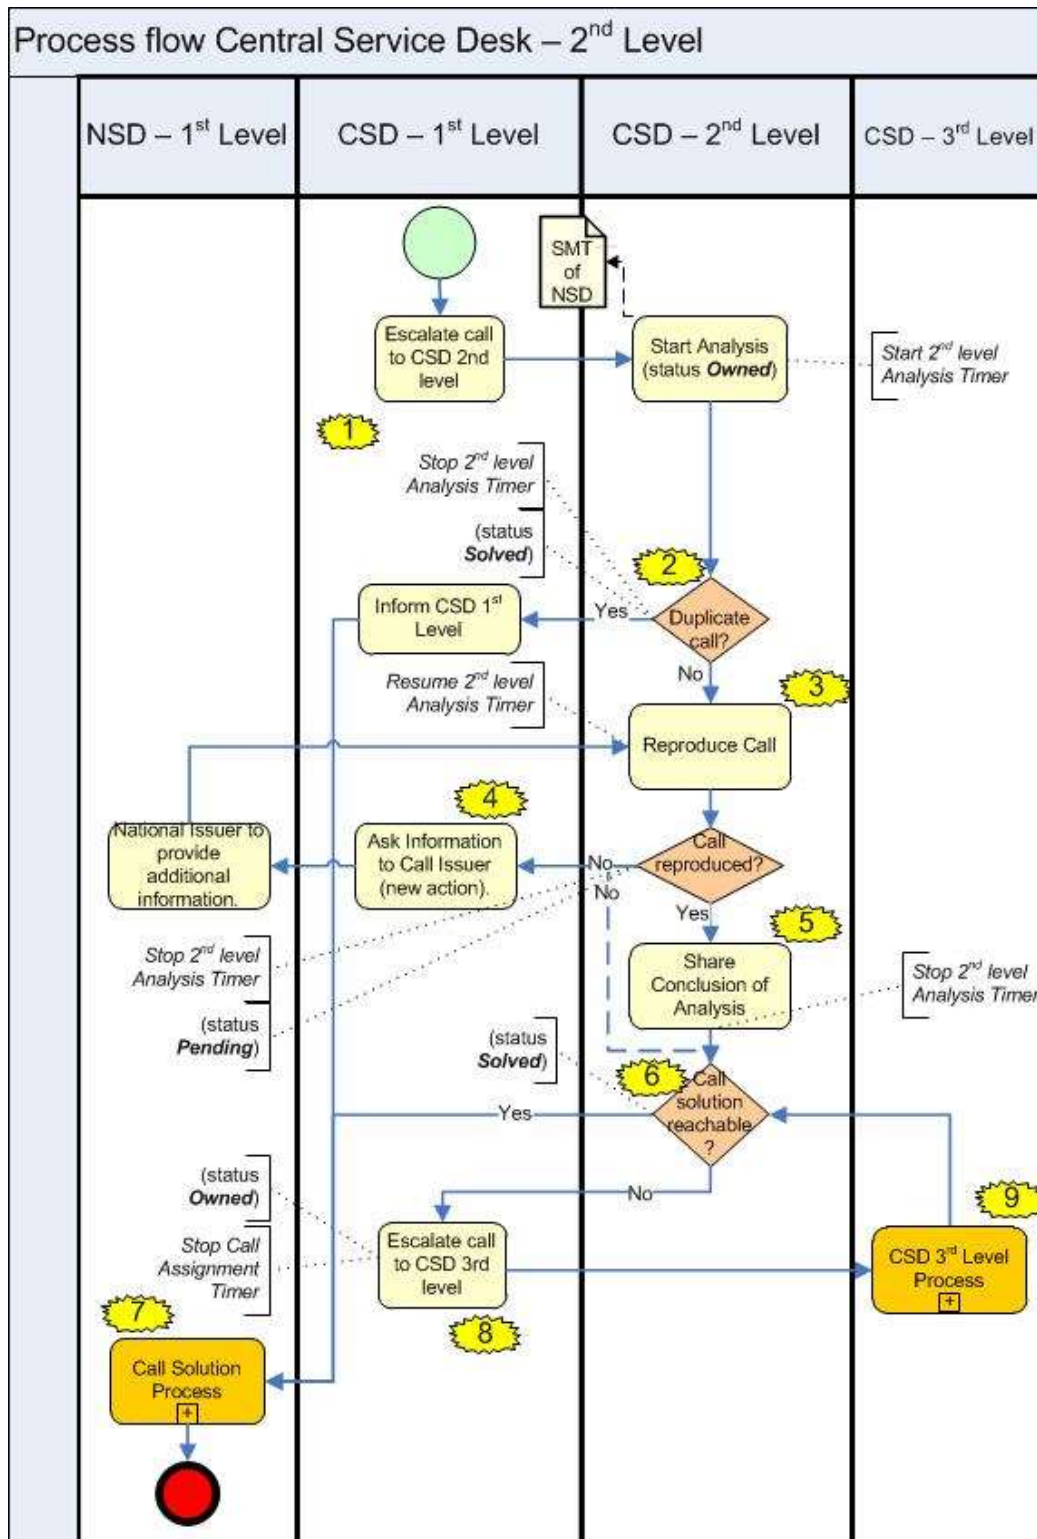 Process flow Central Service Desk – 2nd Level
NSD – 1st Level
CSD – 1st Level
CSD – 2nd Level
CSD – 3rd Level
SMT
of
NSD
Escalate call
to CSD 2nd
level
Start Analysis
(status Owned)
Start 2nd level
Analysis Timer
1
Stop 2nd level
Analysis Timer
(status
Solved)
2
Duplicate
call?
Yes
Inform CSD 1st
Level
No
3
Resume 2nd level
Analysis Timer
Reproduce Call
4
National Issuer to
provide
additional
information.
Ask Information
to Call Issuer
(new action).
Call
reproduced?
No
No
Yes
5
Stop 2nd level
Analysis Timer
(status
Pending)
Share
Conclusion of
Analysis
Stop 2nd level
Analysis Timer
(status
Solved)
6
Call
solution
reachable
?
Yes
No
(status
Owned)
Stop Call
Assignment
Timer
Escalate call
to CSD 3rd
level
8
9
CSD 3rd Level
Process
+
7
Call Solution
Process
+